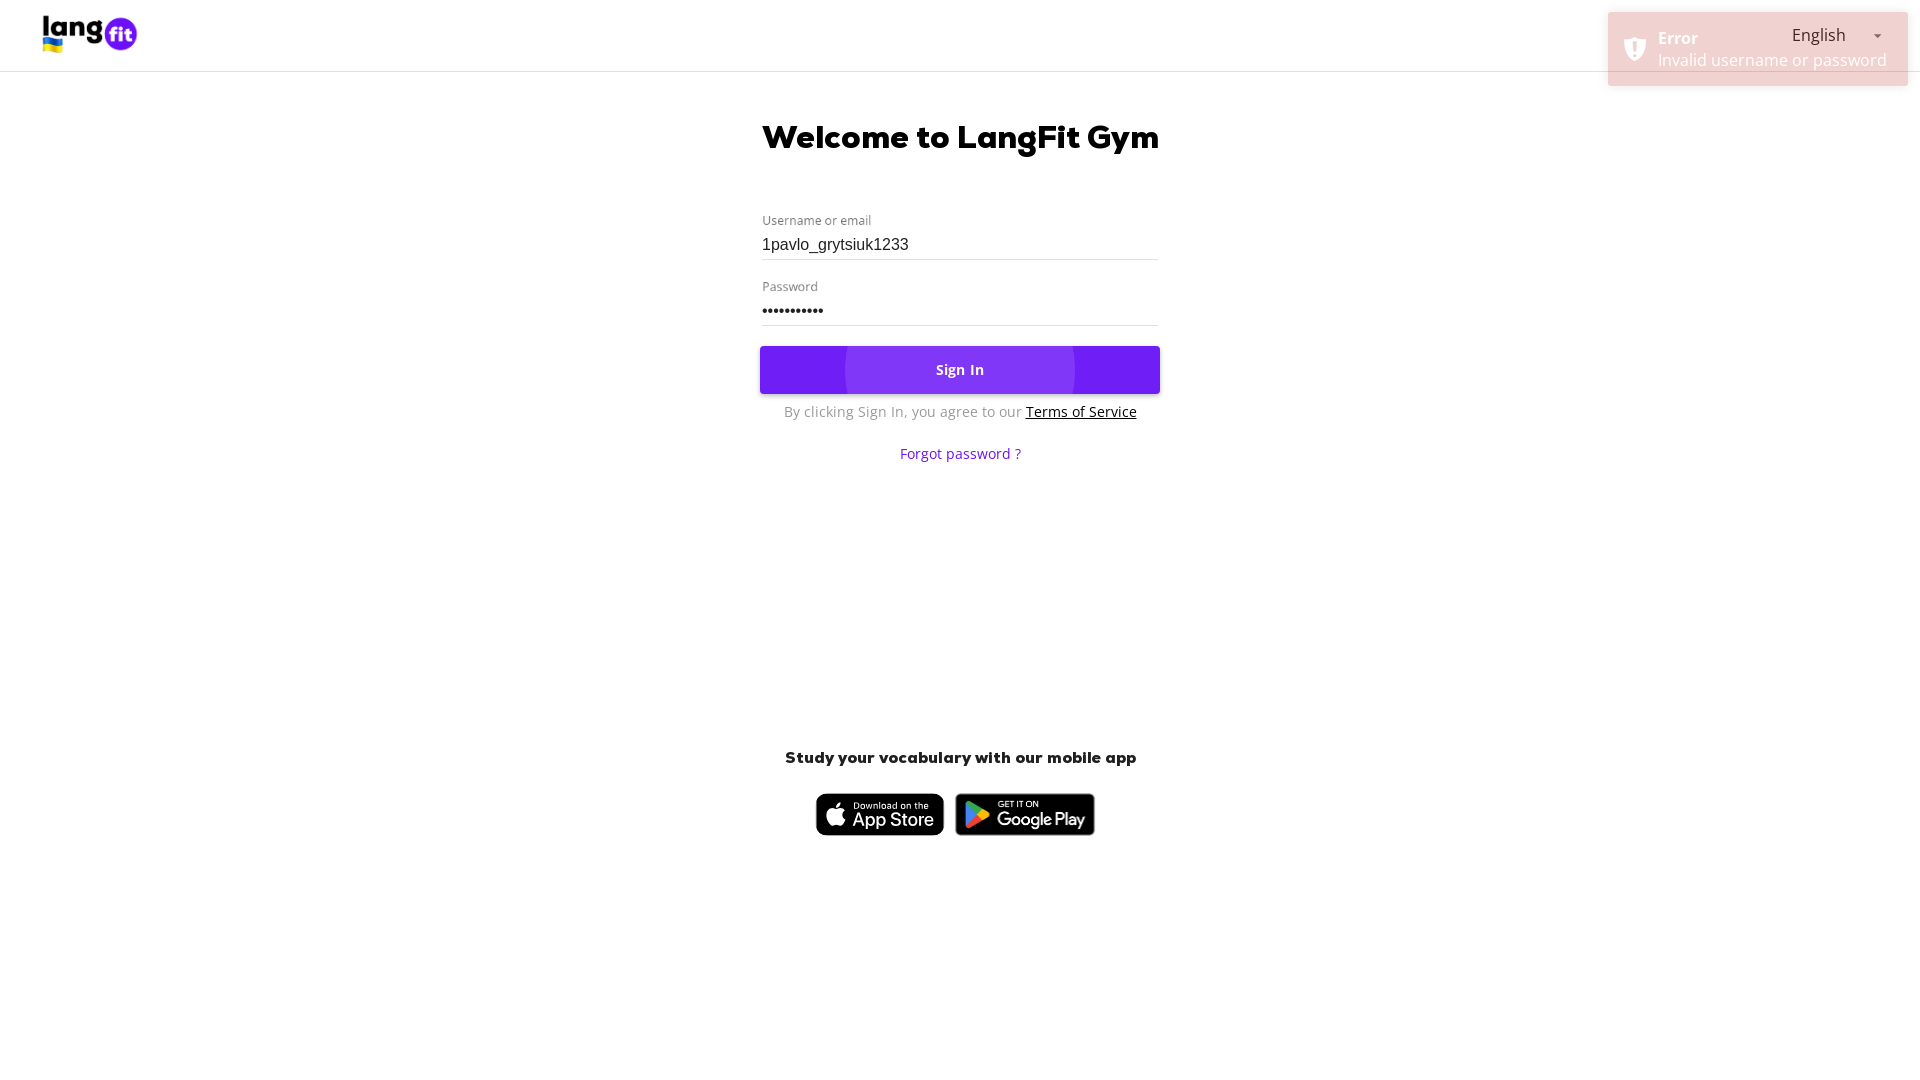 lang fit
English
Error
Invalid username or password
Welcome to LangFit Gym
Username or email
1pavlo_grytsiuk1233
Password
•••••••••••
Sign In
By clicking Sign In, you agree to our Terms of Service
Forgot password ?
Study your vocabulary with our mobile app
Download on the
App Store
GET IT ON
Google Play